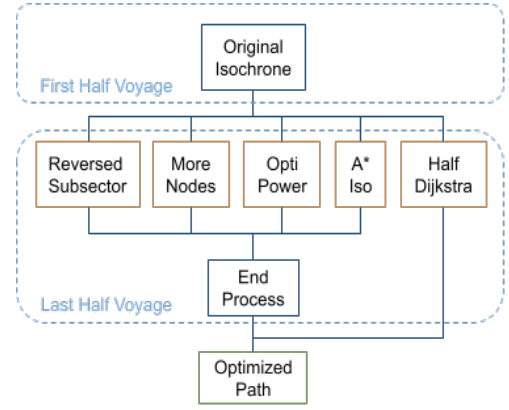 Original
Isochrone
First Half Voyage
Reversed
Subsector
More
Nodes
Opti
Power
A*
Iso
Half
Dijkstra
End
Process
Last Half Voyage
Optimized
Path